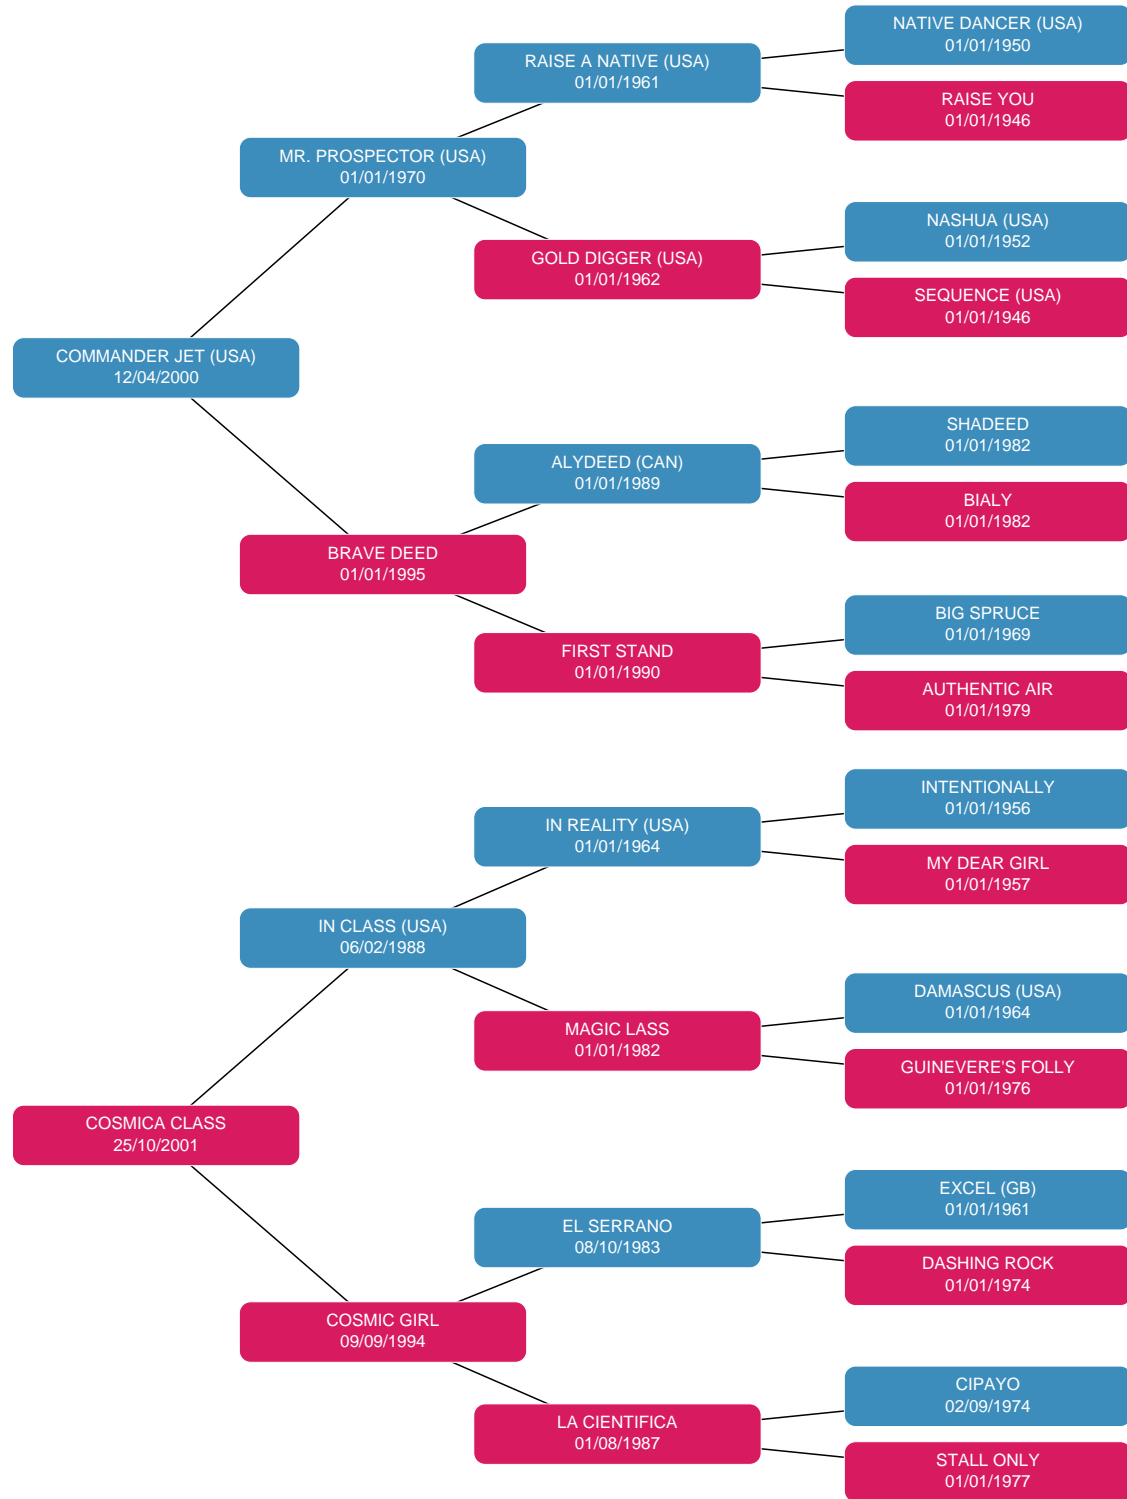 NATIVE DANCER (USA)
01/01/1950
RAISE A NATIVE (USA)
01/01/1961
RAISE YOU
01/01/1946
MR. PROSPECTOR (USA)
01/01/1970
NASHUA (USA)
01/01/1952
GOLD DIGGER (USA)
01/01/1962
SEQUENCE (USA)
01/01/1946
COMMANDER JET (USA)
12/04/2000
SHADEED
01/01/1982
ALYDEED (CAN)
01/01/1989
BIALY
01/01/1982
BRAVE DEED
01/01/1995
BIG SPRUCE
01/01/1969
FIRST STAND
01/01/1990
AUTHENTIC AIR
01/01/1979
INTENTIONALLY
01/01/1956
IN REALITY (USA)
01/01/1964
MY DEAR GIRL
01/01/1957
IN CLASS (USA)
06/02/1988
DAMASCUS (USA)
01/01/1964
MAGIC LASS
01/01/1982
GUINEVERE'S FOLLY
01/01/1976
COSMICA CLASS
25/10/2001
EXCEL (GB)
01/01/1961
EL SERRANO
08/10/1983
DASHING ROCK
01/01/1974
COSMIC GIRL
09/09/1994
CIPAYO
02/09/1974
LA CIENTIFICA
01/08/1987
STALL ONLY
01/01/1977